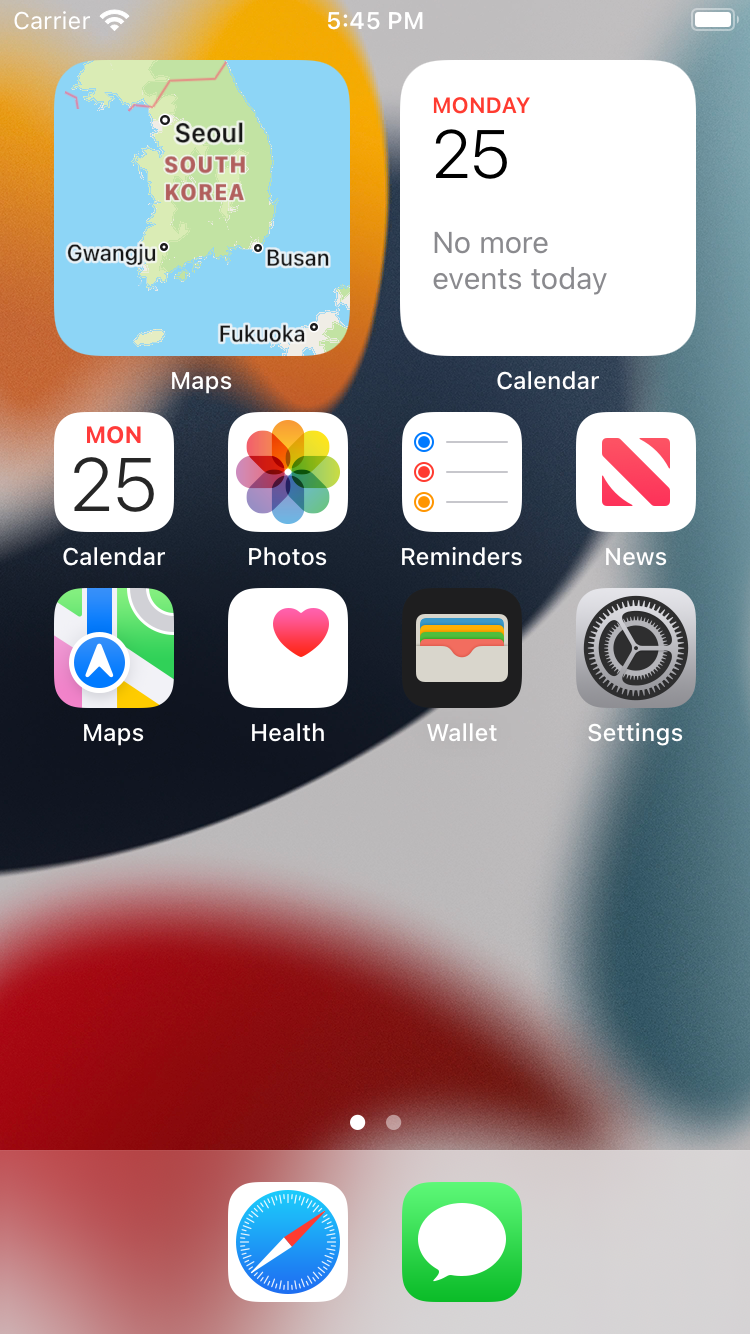 Carrier 5:45 PM
Seoul
SOUTH
KOREA
Gwangju
Busan
Fukuoka
Maps
MONDAY
25
No more
events today
Calendar
MON
25
Calendar Photos Reminders News
Maps Health Wallet Settings